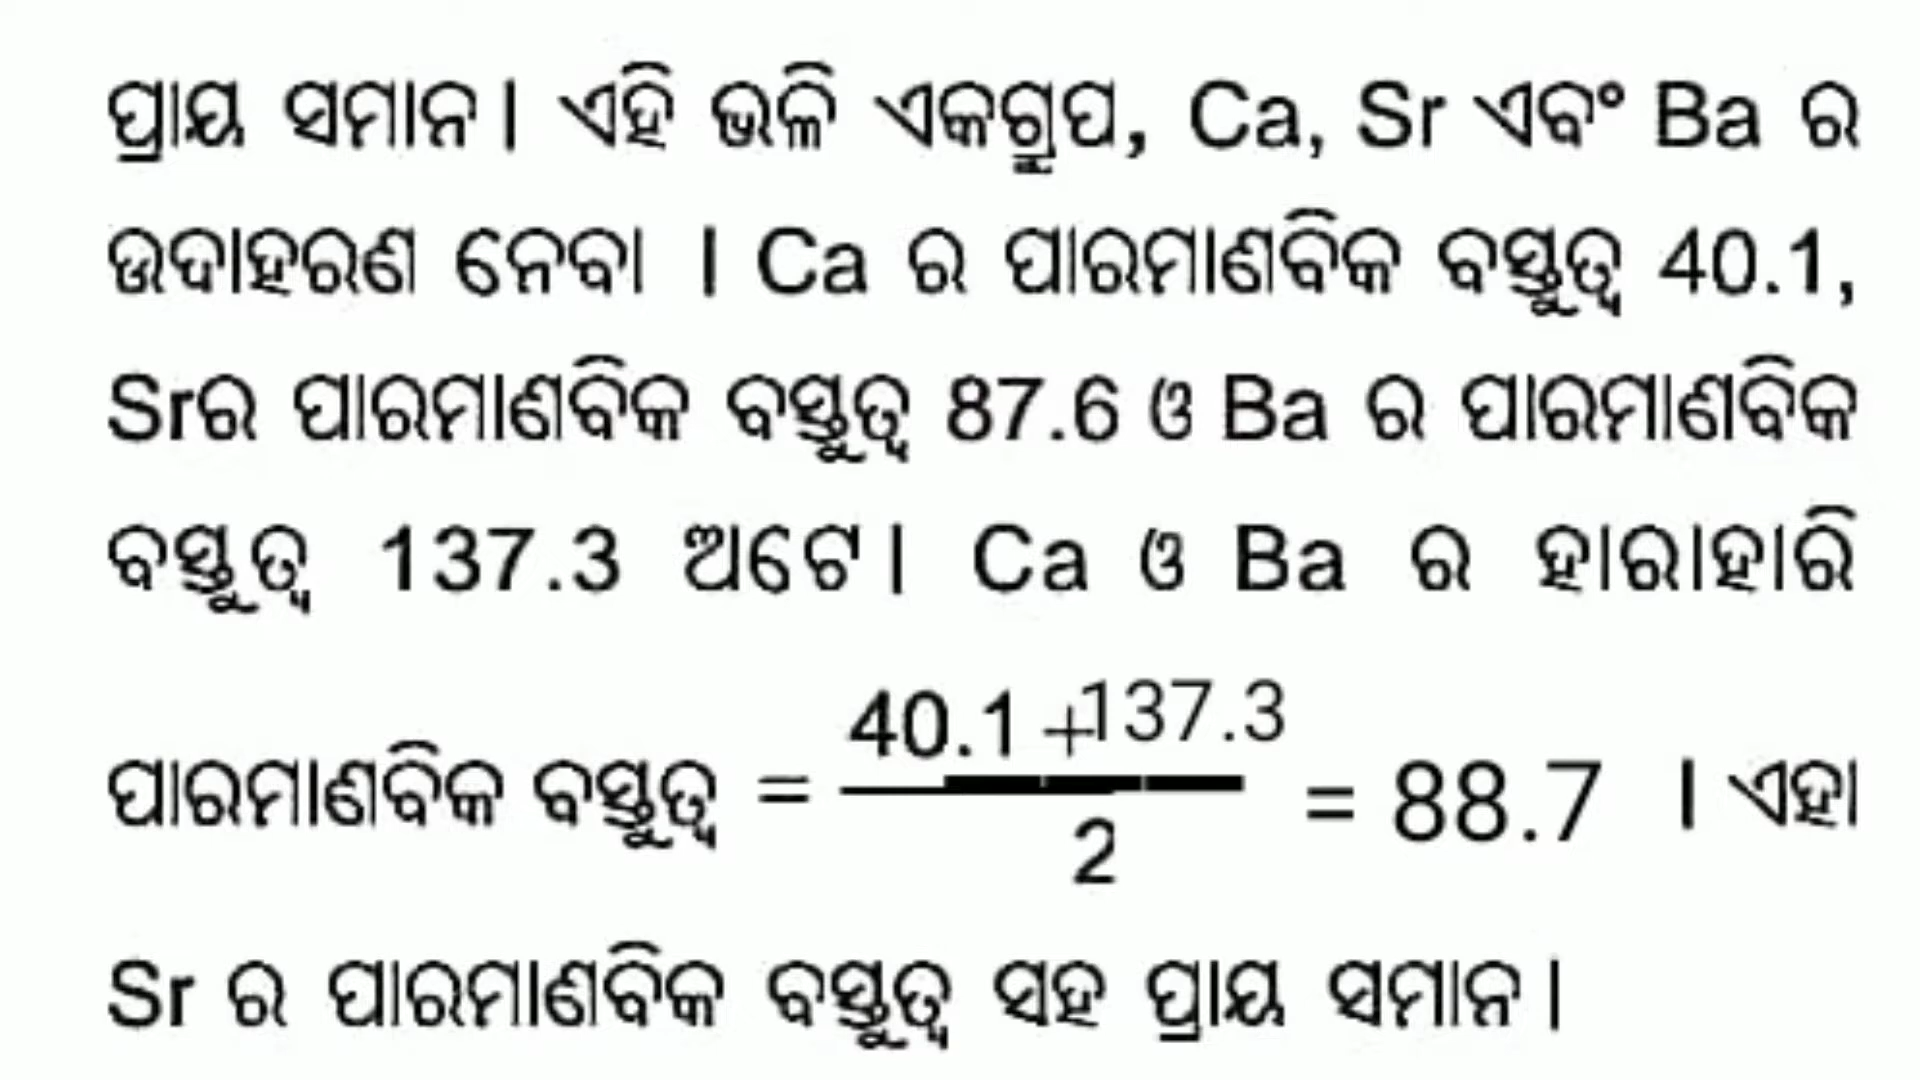 ପ୍ରାୟ ସମାନ। ଏହି ଭଳି ଏକଗ୍ରୁପ, Ca, Sr ଏବଂ Ba ର
ଉଦାହରଣ ନେବା । Ca ର ପାରମାଣବିକ ବସ୍ତୁତ୍ୱ 40.1,
Srର ପାରମାଣବିକ ବସ୍ତୁତ୍ୱ 87.6 ଓ Ba ର ପାରମାଣବିକ
ବସ୍ତୁତ୍ୱ 137.3 ଅଟେ। Ca ଓ Ba ର ହାରାହାରି
ପାରମାଣବିକ ବସ୍ତୁତ୍ୱ = 40.1 +137.3 / 2 = 88.7 । ଏହା
Sr ର ପାରମାଣବିକ ବସ୍ତୁତ୍ୱ ସହ ପ୍ରାୟ ସମାନ।